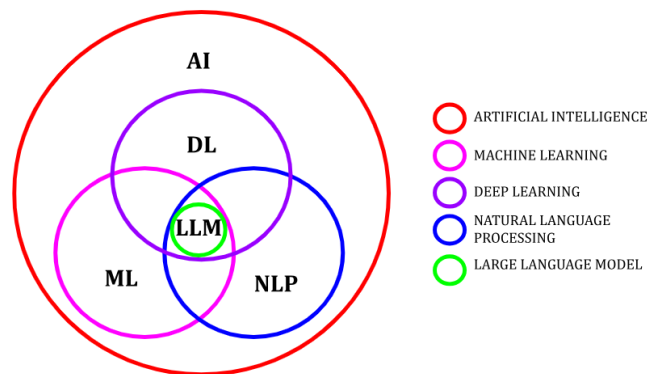 AI
DL
LLM
ML
NLP
ARTIFICIAL INTELLIGENCE
MACHINE LEARNING
DEEP LEARNING
NATURAL LANGUAGE
PROCESSING
LARGE LANGUAGE MODEL